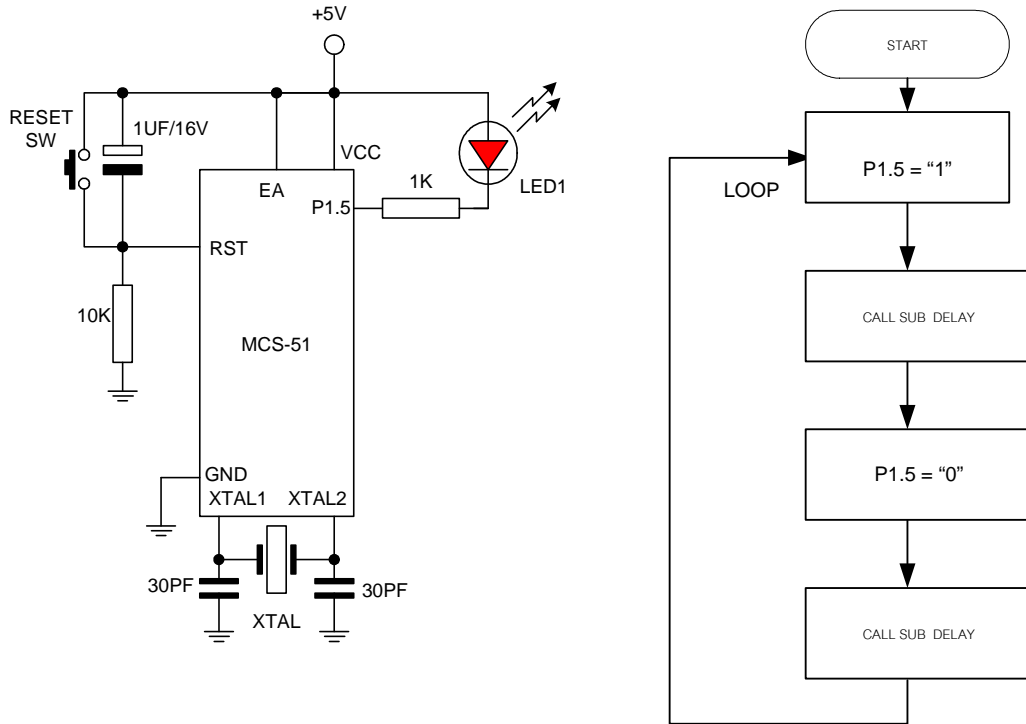 +5V
RESET
SW
1UF/16V
VCC
EA
P1.5
1K
LED1
RST
10K
MCS-51
GND
XTAL1
XTAL2
30PF
30PF
XTAL
START
P1.5 = “1”
LOOP
CALL SUB DELAY
P1.5 = “0”
CALL SUB DELAY